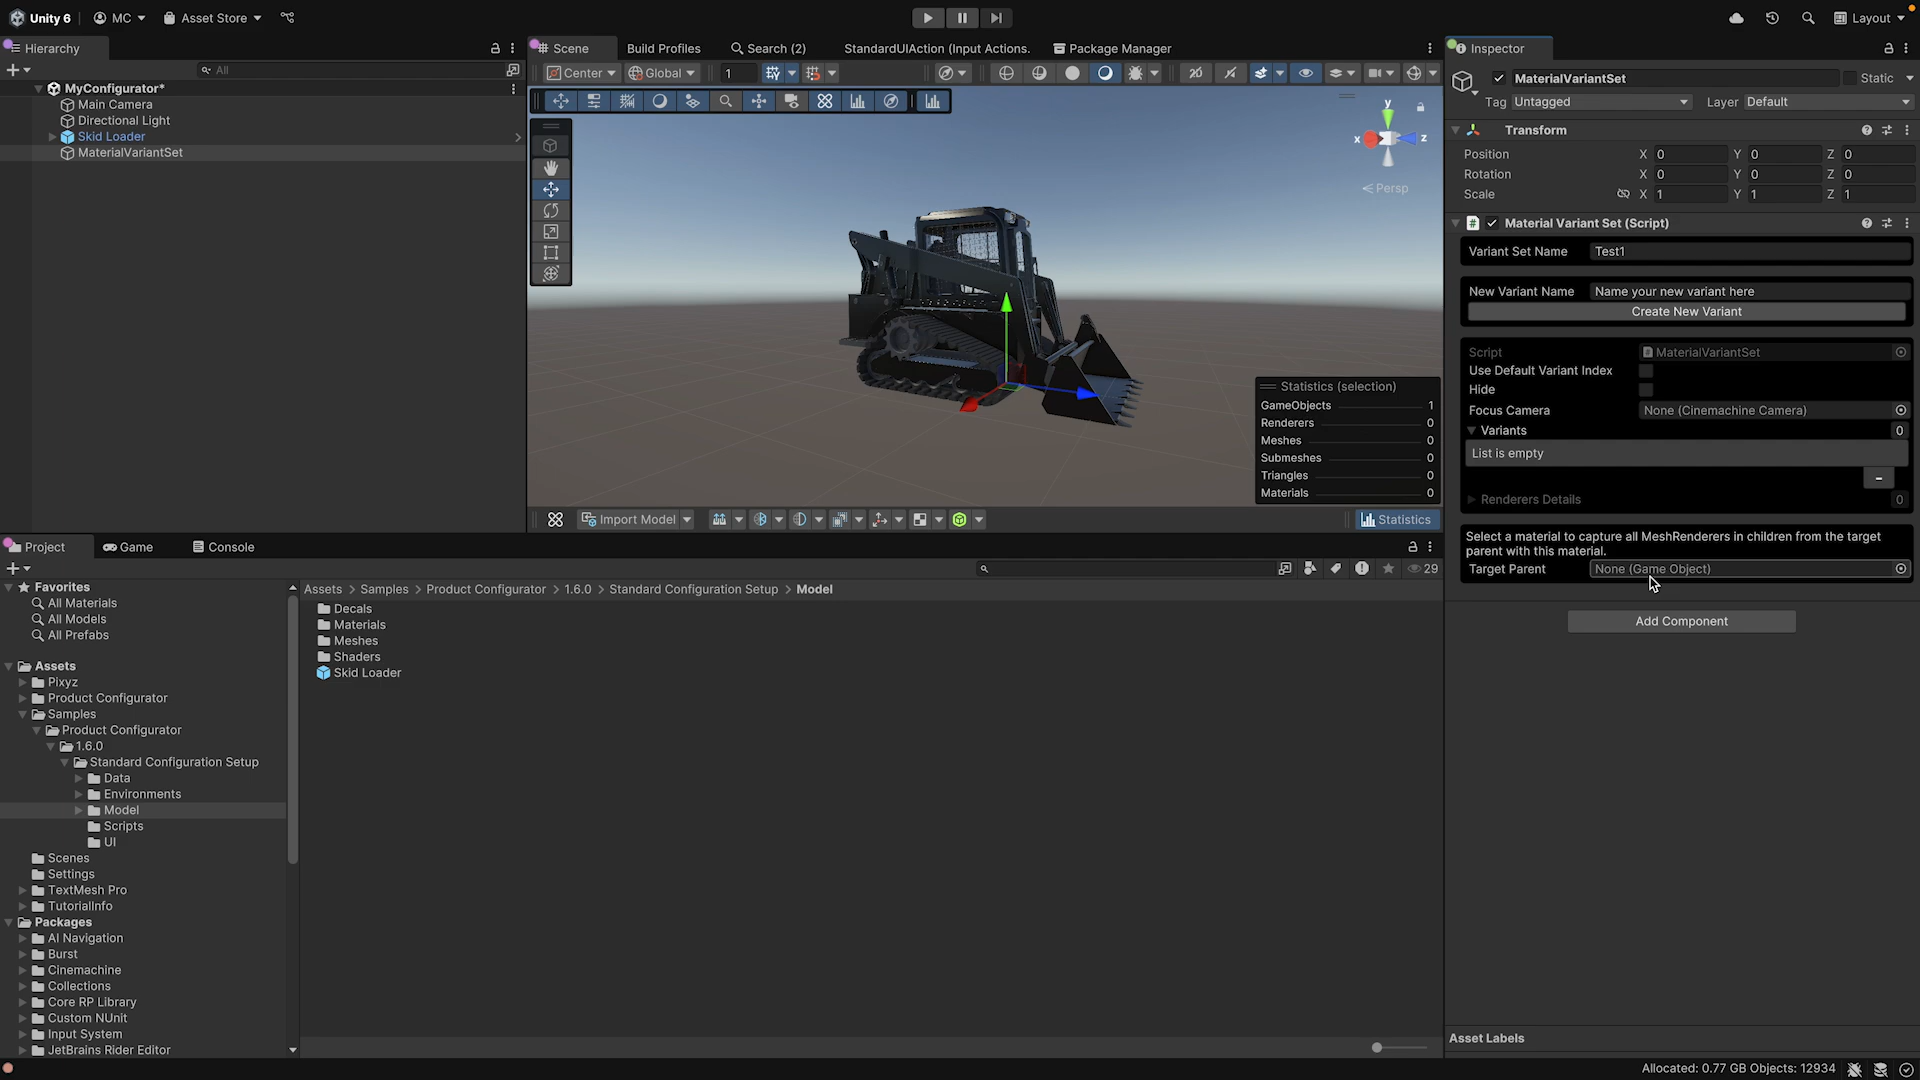 Unity 6 MC Asset Store Layout
Hierarchy
All
MyConfigurator*
Main Camera
Directional Light
Skid Loader
MaterialVariantSet
Scene Build Profiles Search (2) StandardUIAction (Input Actions. Package Manager
Center Global 1 2D
y
x z
Persp
Statistics (selection)
GameObjects 1
Renderers 0
Meshes 0
Submeshes 0
Triangles 0
Materials 0
Import Model Statistics
Project Game Console
29
Favorites
All Materials
All Models
All Prefabs
Assets
Pixyz
Product Configurator
Samples
Product Configurator
1.6.0
Standard Configuration Setup
Data
Environments
Model
Scripts
UI
Scenes
Settings
TextMesh Pro
TutorialInfo
Packages
AI Navigation
Burst
Cinemachine
Collections
Core RP Library
Custom NUnit
Input System
JetBrains Rider Editor
Assets > Samples > Product Configurator > 1.6.0 > Standard Configuration Setup > Model
Decals
Materials
Meshes
Shaders
Skid Loader
Inspector
MaterialVariantSet Static
Tag Untagged Layer Default
Transform
Position X 0 Y 0 Z 0
Rotation X 0 Y 0 Z 0
Scale X 1 Y 1 Z 1
# Material Variant Set (Script)
Variant Set Name Test1
New Variant Name Name your new variant here
Create New Variant
Script MaterialVariantSet
Use Default Variant Index
Hide
Focus Camera None (Cinemachine Camera)
Variants 0
List is empty
-
Renderers Details 0
Select a material to capture all MeshRenderers in children from the target
parent with this material.
Target Parent None (Game Object)
Add Component
Asset Labels
Allocated: 0.77 GB Objects: 12934